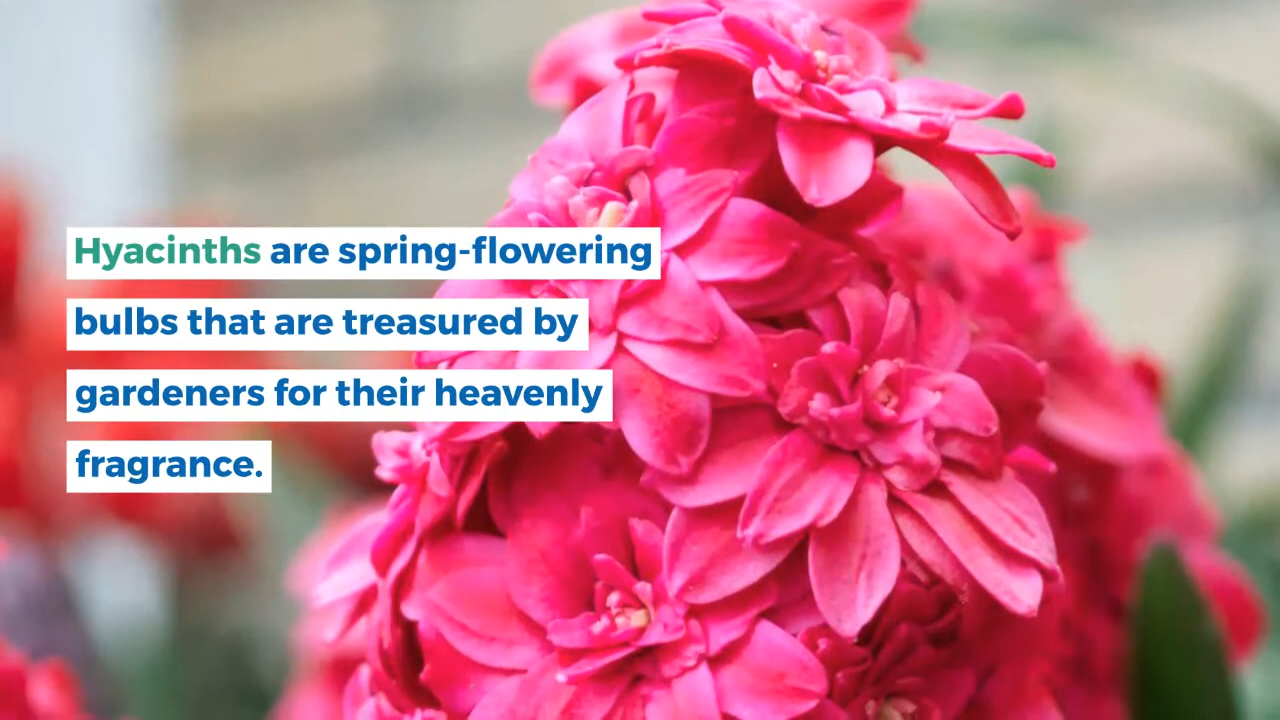 Hyacinths are spring-flowering
bulbs that are treasured by
gardeners for their heavenly
fragrance.